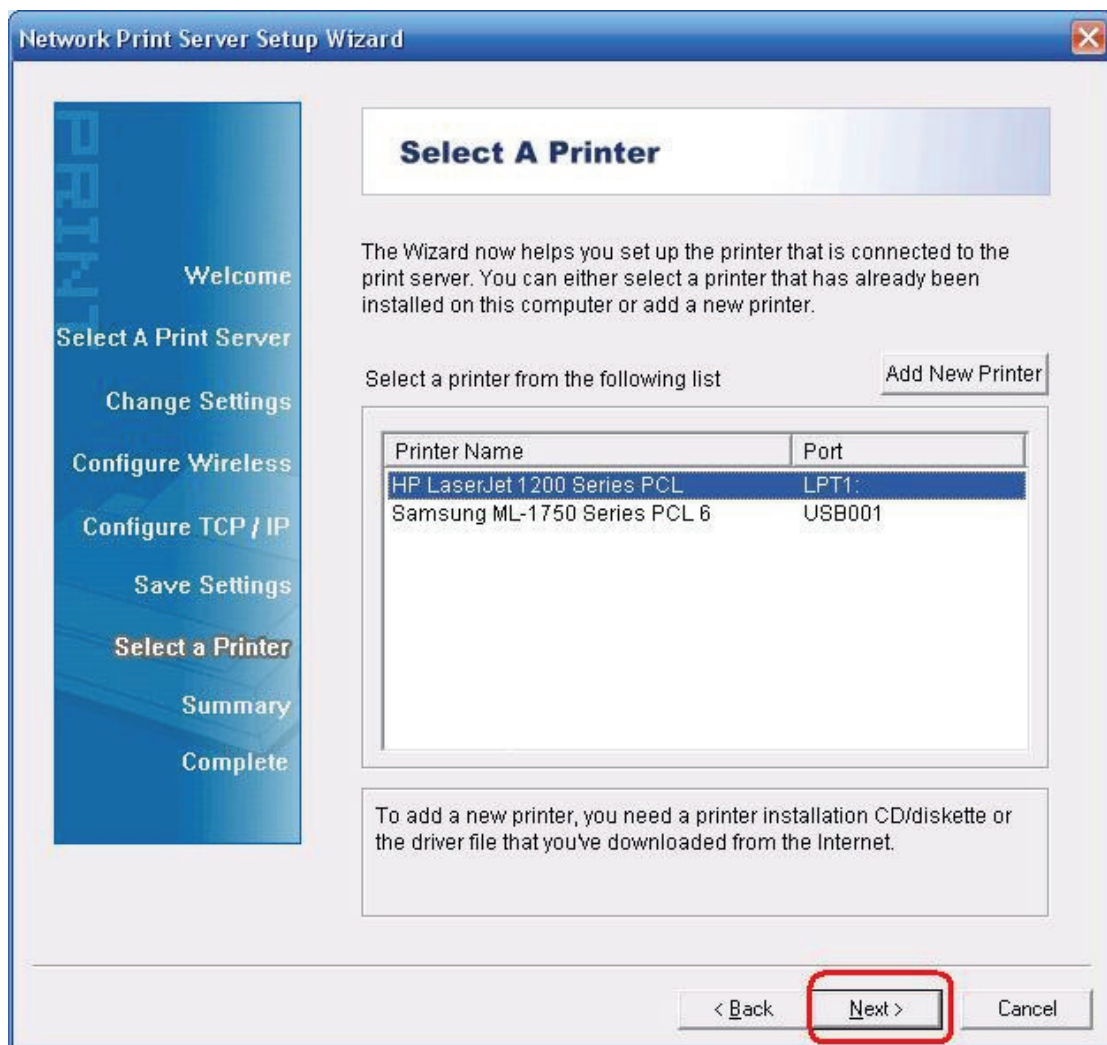 Network Print Server Setup Wizard
PRINT
Welcome
Select A Print Server
Change Settings
Configure Wireless
Configure TCP / IP
Save Settings
Select a Printer
Summary
Complete
Select A Printer
The Wizard now helps you set up the printer that is connected to the
print server. You can either select a printer that has already been
installed on this computer or add a new printer.
Select a printer from the following list
Add New Printer
Printer Name Port
HP LaserJet 1200 Series PCL LPT1:
Samsung ML-1750 Series PCL 6 USB001
To add a new printer, you need a printer installation CD/diskette or
the driver file that you've downloaded from the Internet.
< Back Next > Cancel